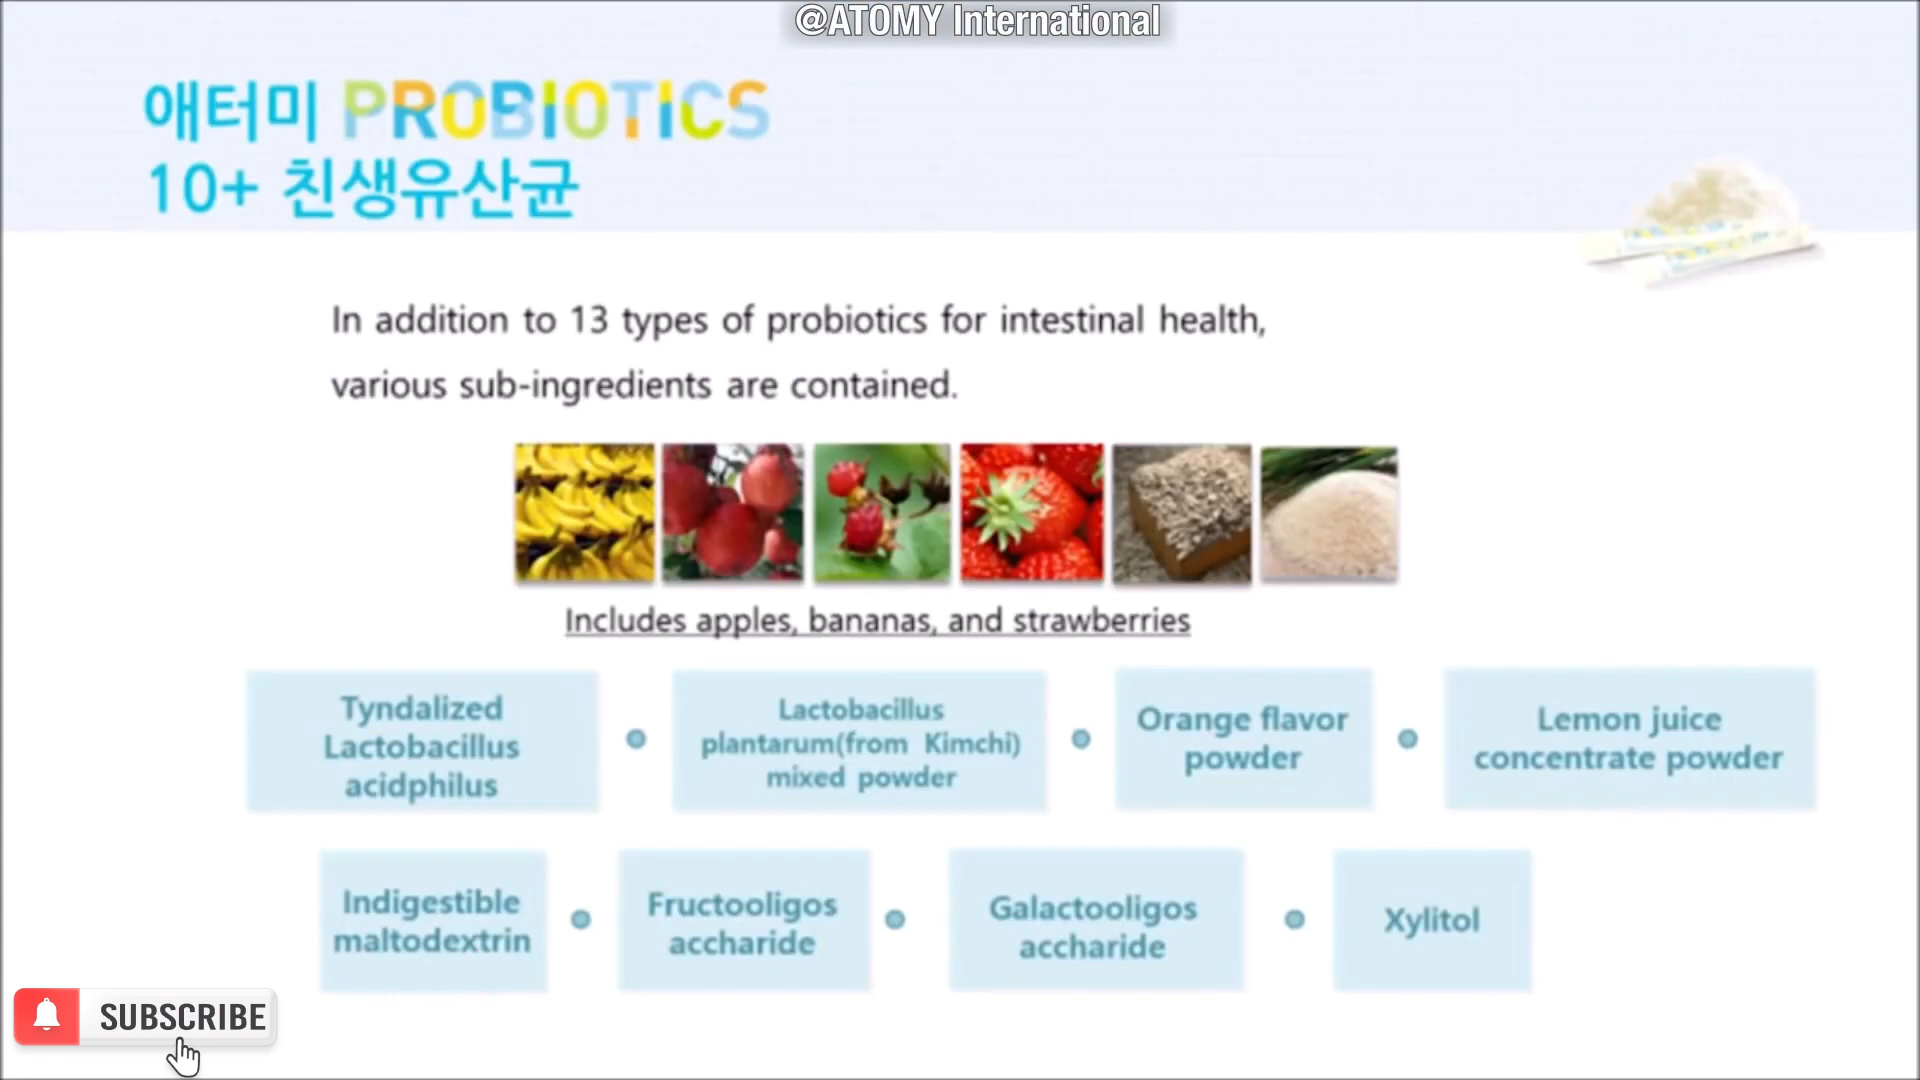 @ATOMY International
애터미 PROBIOTICS
10+ 친생유산균
In addition to 13 types of probiotics for intestinal health,
various sub-ingredients are contained.
Includes apples, bananas, and strawberries
Tyndalized
Lactobacillus
acidphilus
Lactobacillus
plantarum(from Kimchi)
mixed powder
Orange flavor
powder
Lemon juice
concentrate powder
Indigestible
maltodextrin
Fructooligos
accharide
Galactooligos
accharide
Xylitol
SUBSCRIBE